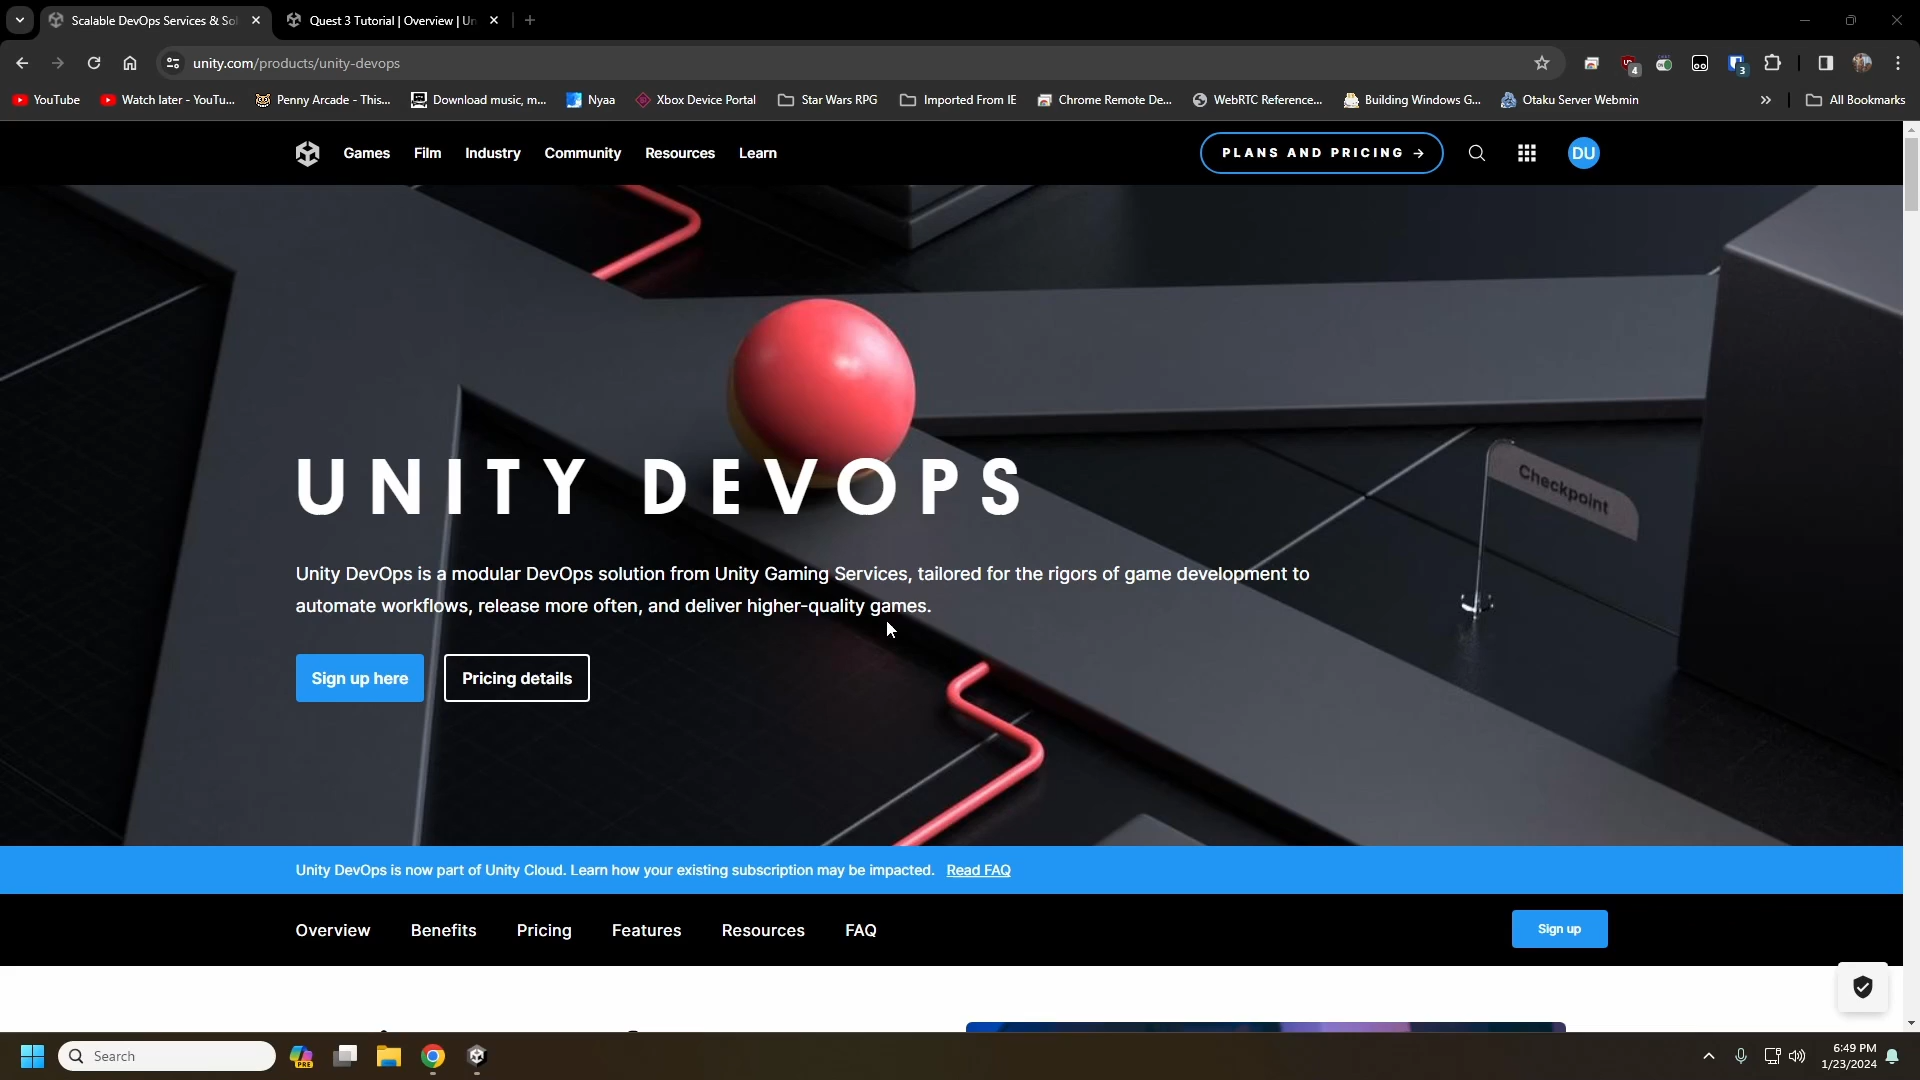 Scalable DevOps Services & So
Quest 3 Tutorial | Overview | Un
unity.com/products/unity-devops
4
3
YouTube
Watch later - YouTu...
Penny Arcade - This...
Download music, m...
Nyaa
Xbox Device Portal
Star Wars RPG
Imported From IE
Chrome Remote De...
WebRTC Reference...
Building Windows G...
Otaku Server Webmin
All Bookmarks
Games
Film
Industry
Community
Resources
Learn
PLANS AND PRICING →
DU
Checkpoint
UNITY DEVOPS
Unity DevOps is a modular DevOps solution from Unity Gaming Services, tailored for the rigors of game development to
automate workflows, release more often, and deliver higher-quality games.
Sign up here
Pricing details
Unity DevOps is now part of Unity Cloud. Learn how your existing subscription may be impacted. Read FAQ
Overview
Benefits
Pricing
Features
Resources
FAQ
Sign up
Search
PRE
6:49 PM
1/23/2024